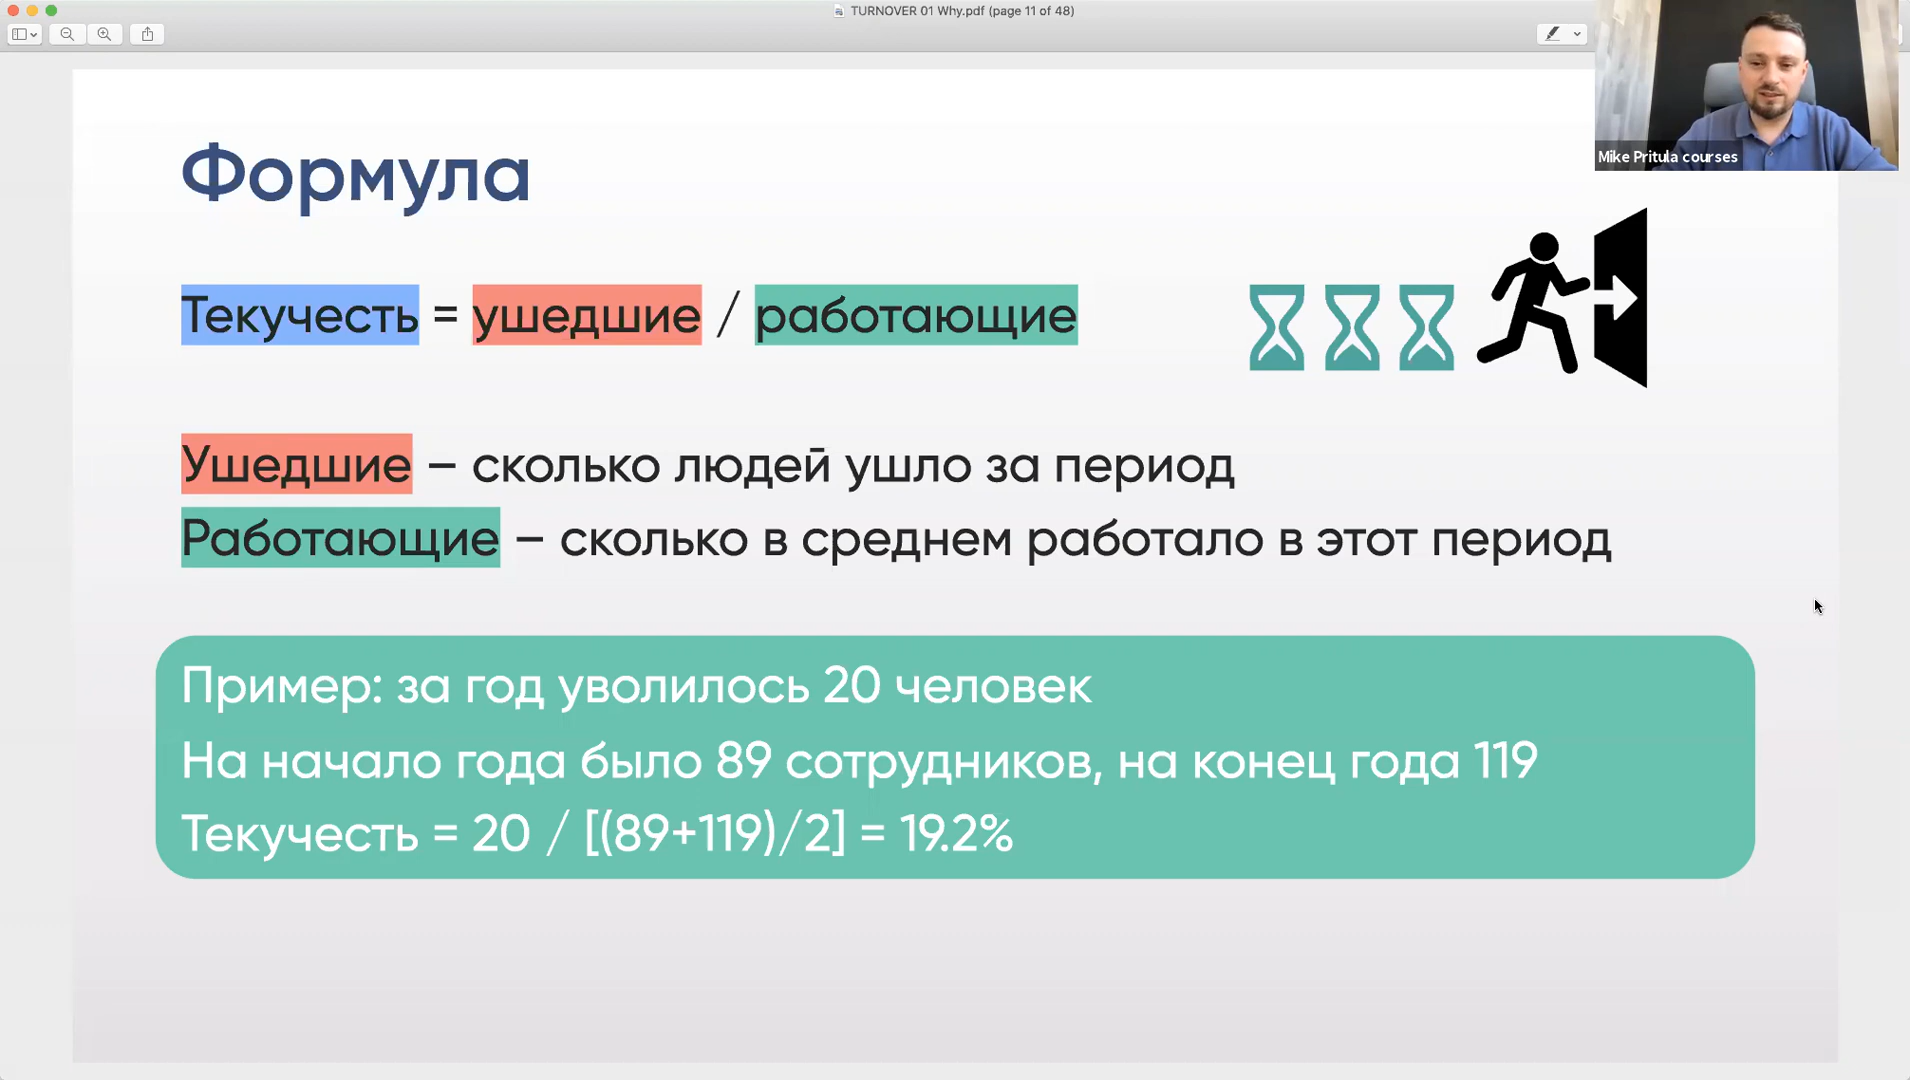 TURNOVER 01 Why.pdf (page 11 of 48)
Mike Pritula courses
Формула
Текучесть = ушедшие / работающие
Ушедшие – сколько людей ушло за период
Работающие – сколько в среднем работало в этот период
Пример: за год уволилось 20 человек
На начало года было 89 сотрудников, на конец года 119
Текучесть = 20 / [(89+119)/2] = 19.2%